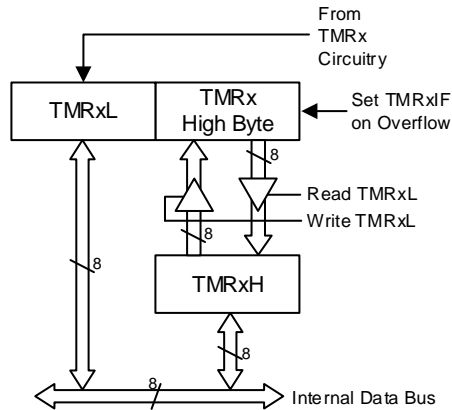 From
TMRx
Circuitry
TMRxL
TMRx
High Byte
Set TMRxIF
on Overflow
8
Read TMRxL
Write TMRxL
8
8
TMRxH
8
8
Internal Data Bus